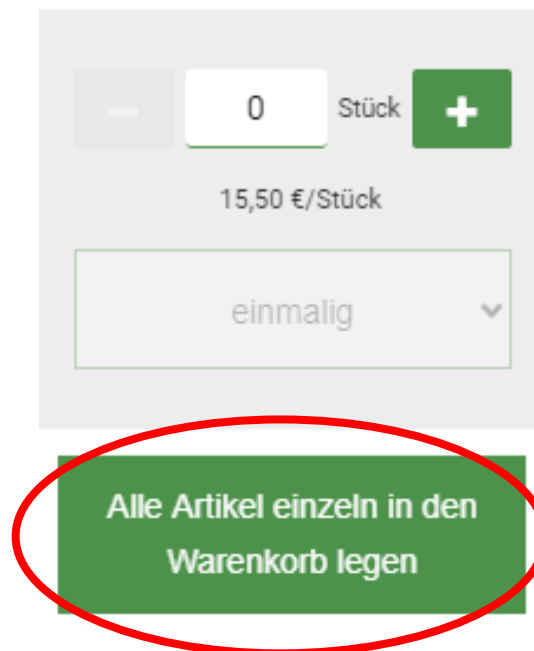 0 Stück
15,50 €/Stück
einmalig
Alle Artikel einzeln in den
Warenkorb legen